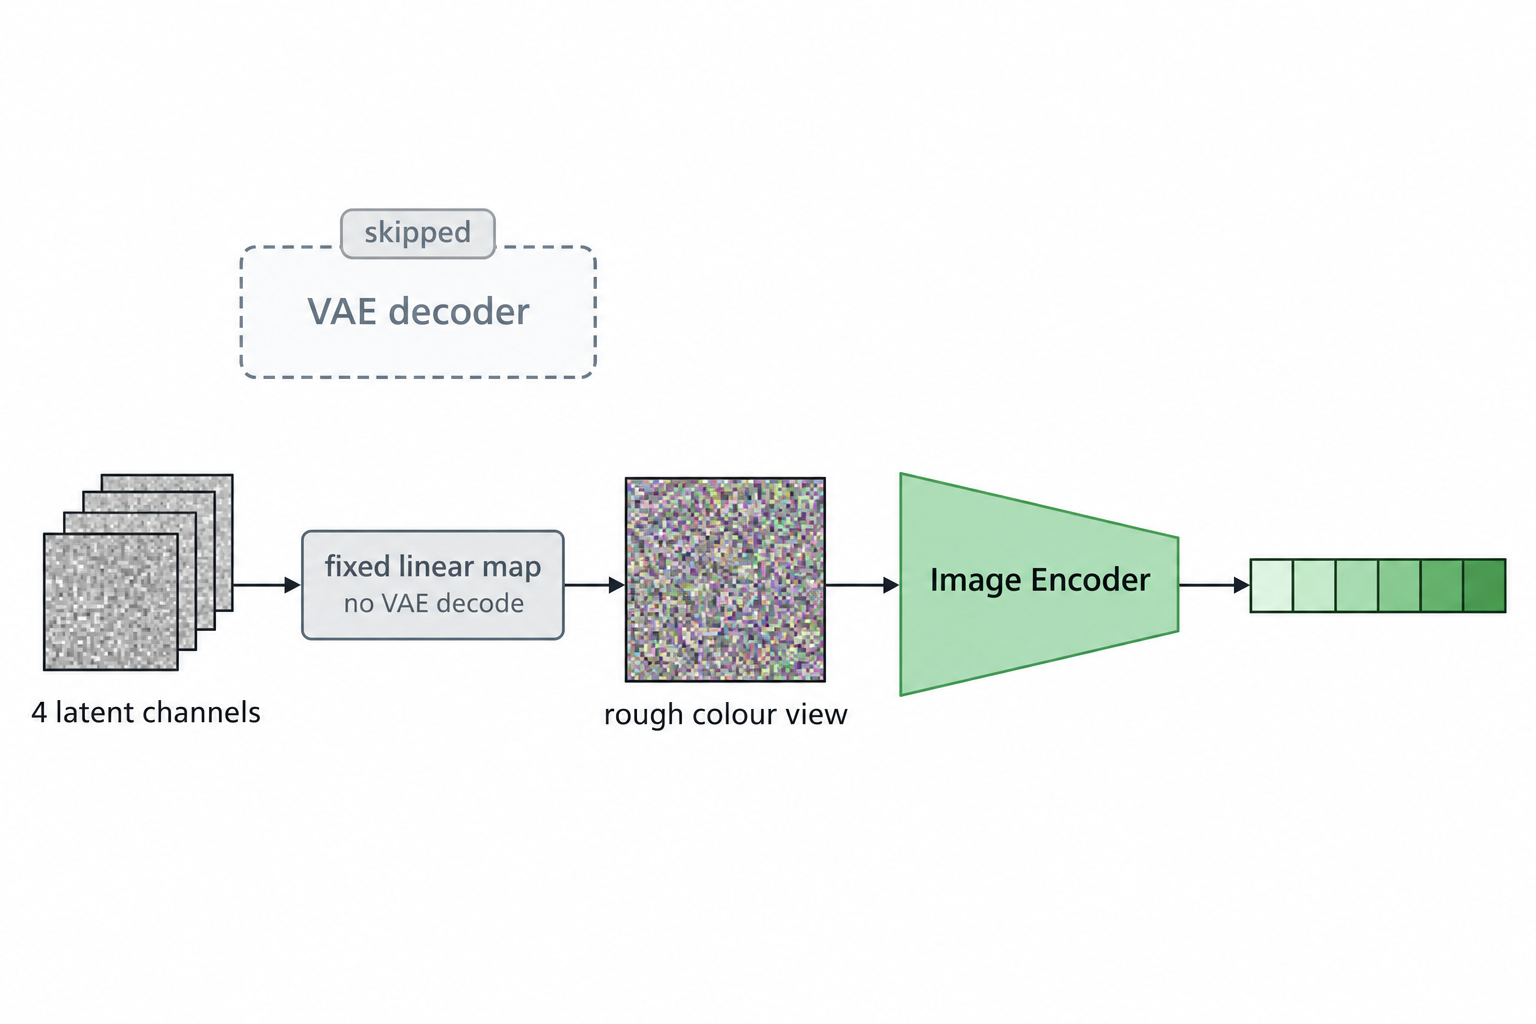 skipped
VAE decoder
fixed linear map
no VAE decode
Image Encoder
4 latent channels
rough colour view